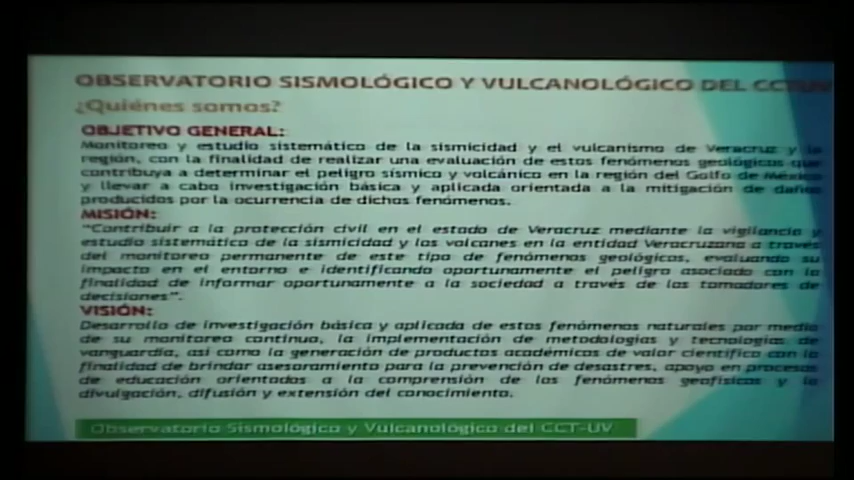 OBSERVATORIO SISMOLÓGICO Y VULCANOLÓGICO DEL CCT-UV
¿Quiénes somos?
OBJETIVO GENERAL:
Monitoreo y estudio sistemático de la sismicidad y el vulcanismo de Veracruz y la
región, con la finalidad de realizar una evaluación de estos fenómenos geológicos que
contribuya a determinar el peligro sísmico y volcánico en la región del Golfo de México
y llevar a cabo investigación básica y aplicada orientada a la mitigación de daños
producidos por la ocurrencia de dichos fenómenos.
MISIÓN:
"Contribuir a la protección civil en el estado de Veracruz mediante la vigilancia y
estudio sistemático de la sismicidad y los volcanes en la entidad Veracruzana a través
del monitoreo permanente de este tipo de fenómenos geológicos, evaluando su
impacto en el entorno e identificando oportunamente el peligro asociado con la
finalidad de informar oportunamente a la sociedad a través de los tomadores de
decisiones".
VISIÓN:
Desarrollo de investigación básica y aplicada de estos fenómenos naturales por medio
de su monitoreo continuo, la implementación de metodologías y tecnologías de
vanguardia, así como la generación de productos académicos de valor científico con la
finalidad de brindar asesoramiento para la prevención de desastres, apoyo en procesos
de educación orientados a la comprensión de los fenómenos geofísicos y la
divulgación, difusión y extensión del conocimiento.
Observatorio Sismológico y Vulcanológico del CCT-UV